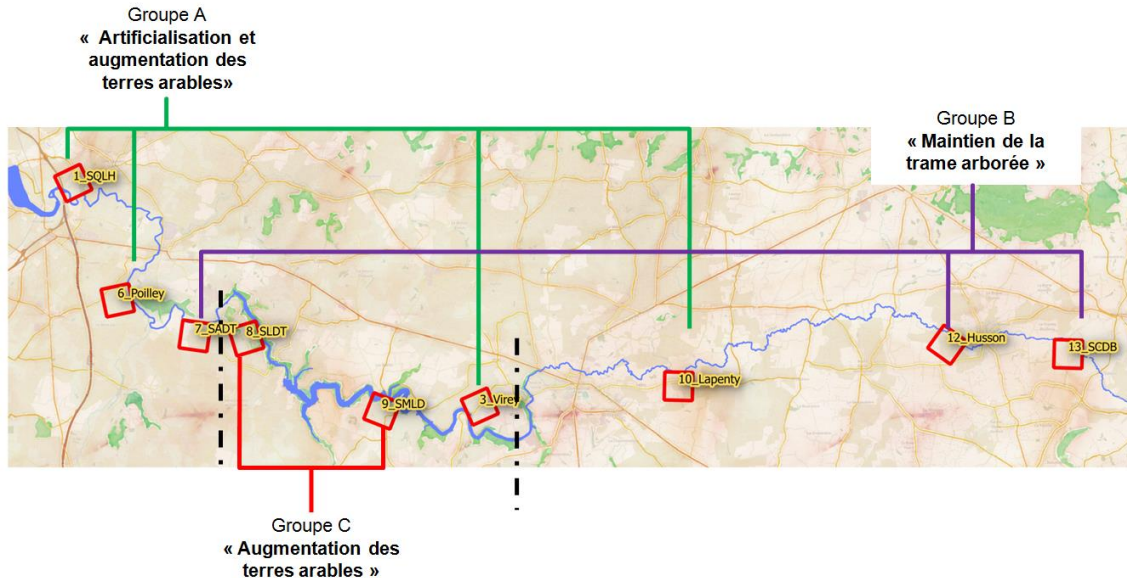 Groupe A
« Artificialisation et
augmentation des
terres arables»
Groupe B
« Maintien de la
trame arborée »
1_SQLH
6_Poilley
7_SADT
8_SLDT
9_SMLD
3_Virey
10_Lapenty
12_Husson
13_SCDB
Groupe C
« Augmentation des
terres arables »